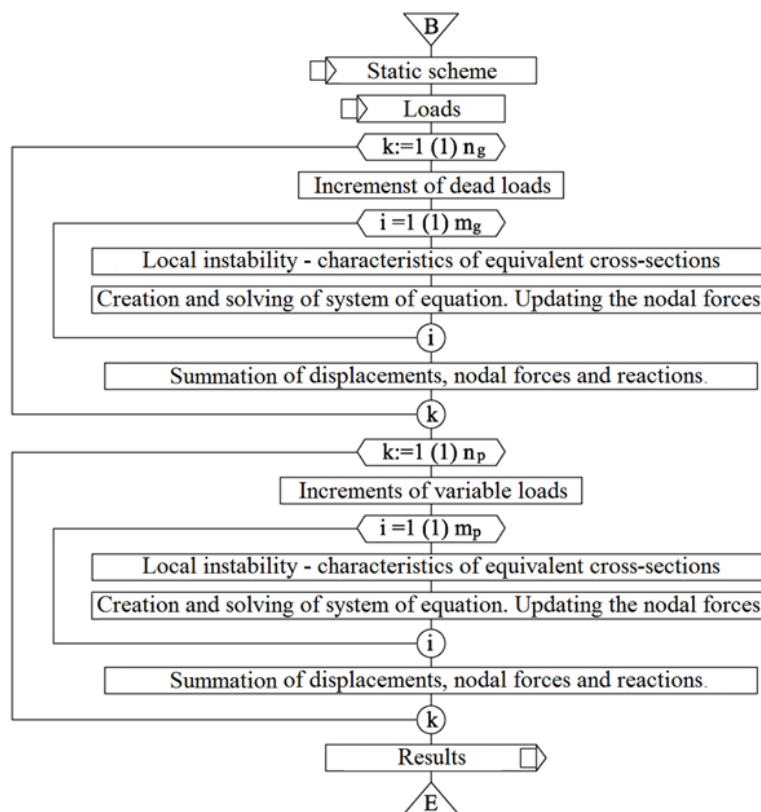 B
Static scheme
Loads
k:=1 (1) ng
Incremenst of dead loads
i =1 (1) mg
Local instability - characteristics of equivalent cross-sections
Creation and solving of system of equation. Updating the nodal forces
i
Summation of displacements, nodal forces and reactions.
k
k:=1 (1) np
Increments of variable loads
i =1 (1) mp
Local instability - characteristics of equivalent cross-sections
Creation and solving of system of equation. Updating the nodal forces
i
Summation of displacements, nodal forces and reactions.
k
Results
E